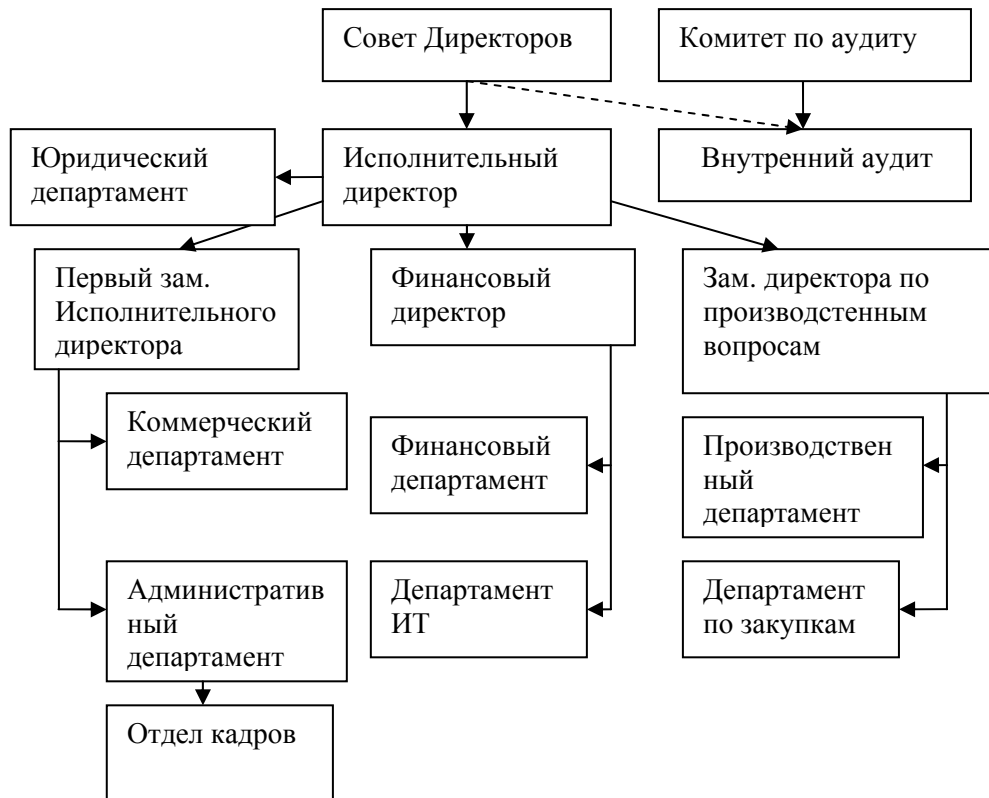 Совет Директоров
Комитет по аудиту
Юридический
департамент
Исполнительный
директор
Внутренний аудит
Первый зам.
Исполнительного
директора
Финансовый
директор
Зам. директора по
производстенным
вопросам
Коммерческий
департамент
Финансовый
департамент
Производствен
ный
департамент
Административ
ный
департамент
Департамент
ИТ
Департамент
по закупкам
Отдел кадров